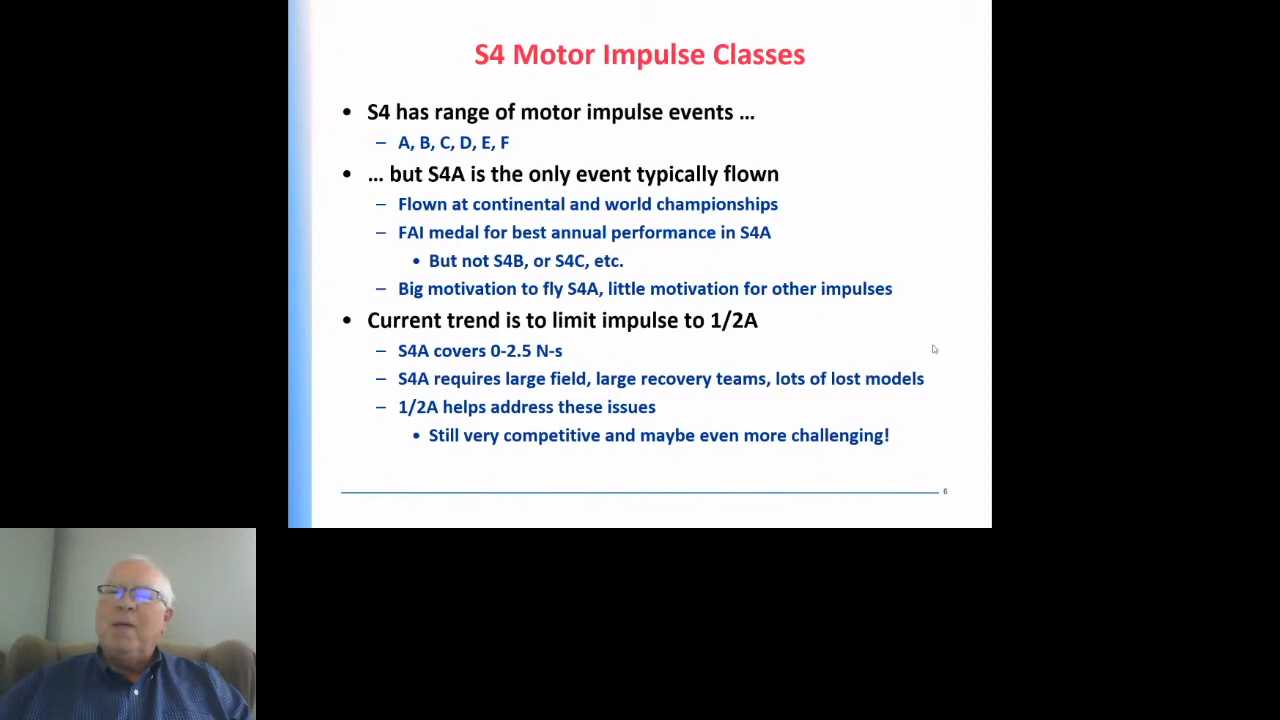 S4 Motor Impulse Classes
• S4 has range of motor impulse events …
– A, B, C, D, E, F
• … but S4A is the only event typically flown
– Flown at continental and world championships
– FAI medal for best annual performance in S4A
• But not S4B, or S4C, etc.
– Big motivation to fly S4A, little motivation for other impulses
• Current trend is to limit impulse to 1/2A
– S4A covers 0-2.5 N-s
– S4A requires large field, large recovery teams, lots of lost models
– 1/2A helps address these issues
• Still very competitive and maybe even more challenging!
6